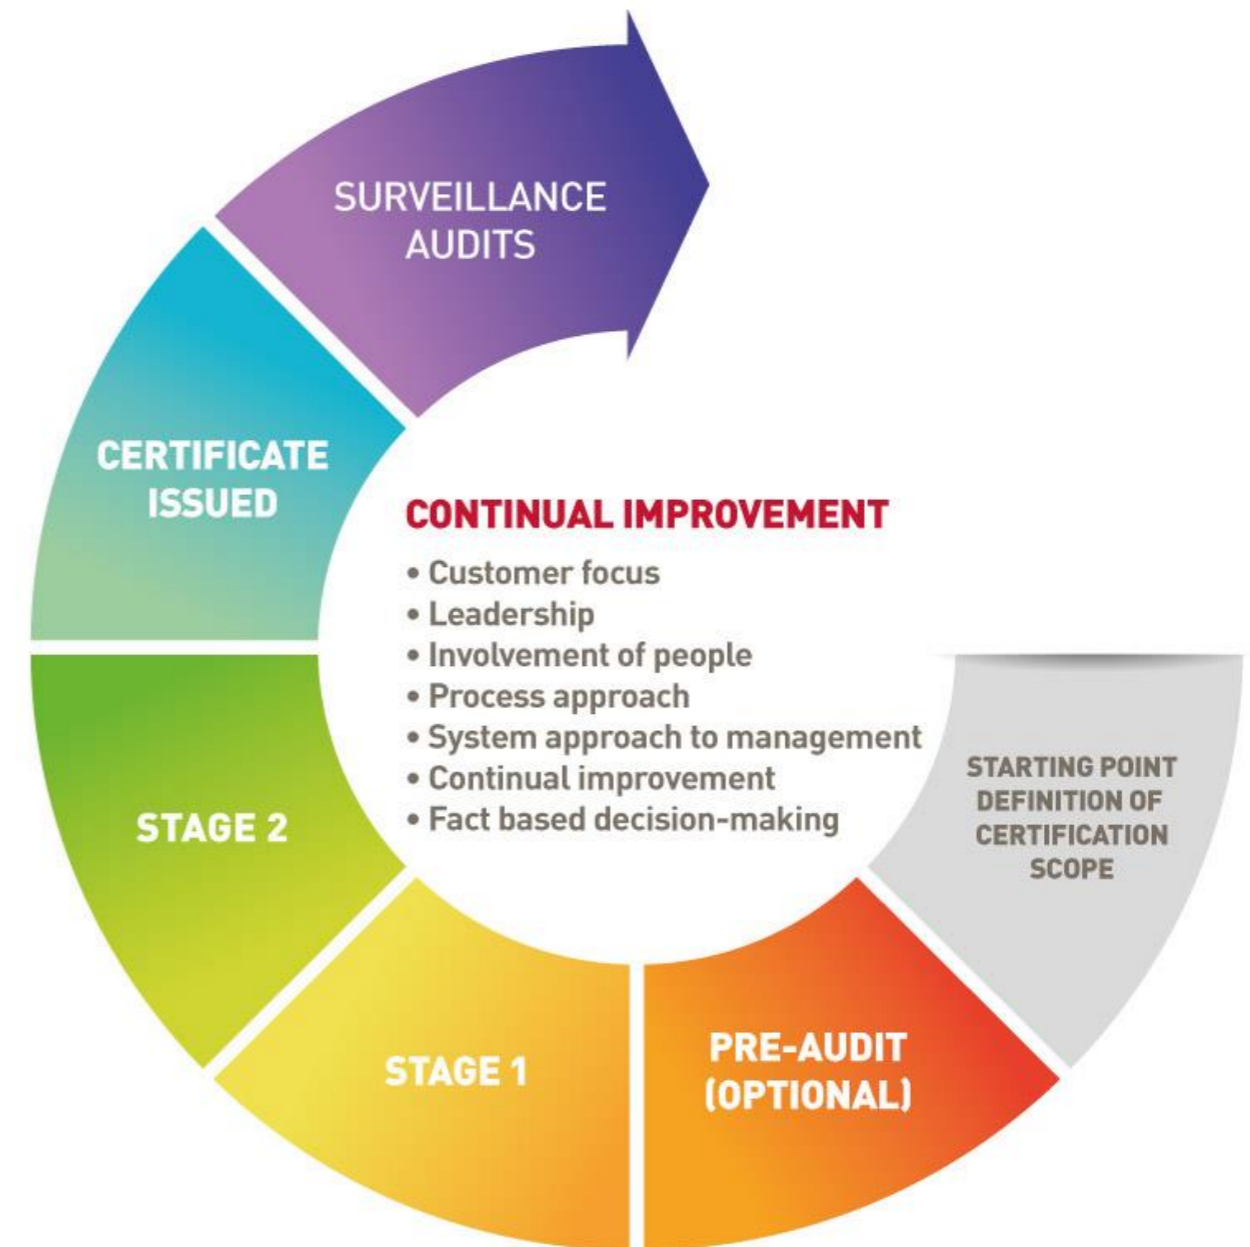 SURVEILLANCE
AUDITS
CERTIFICATE
ISSUED
CONTINUAL IMPROVEMENT
• Customer focus
• Leadership
• Involvement of people
• Process approach
• System approach to management
• Continual improvement
• Fact based decision-making
STARTING POINT
DEFINITION OF
CERTIFICATION
SCOPE
STAGE 2
STAGE 1
PRE-AUDIT
(OPTIONAL)